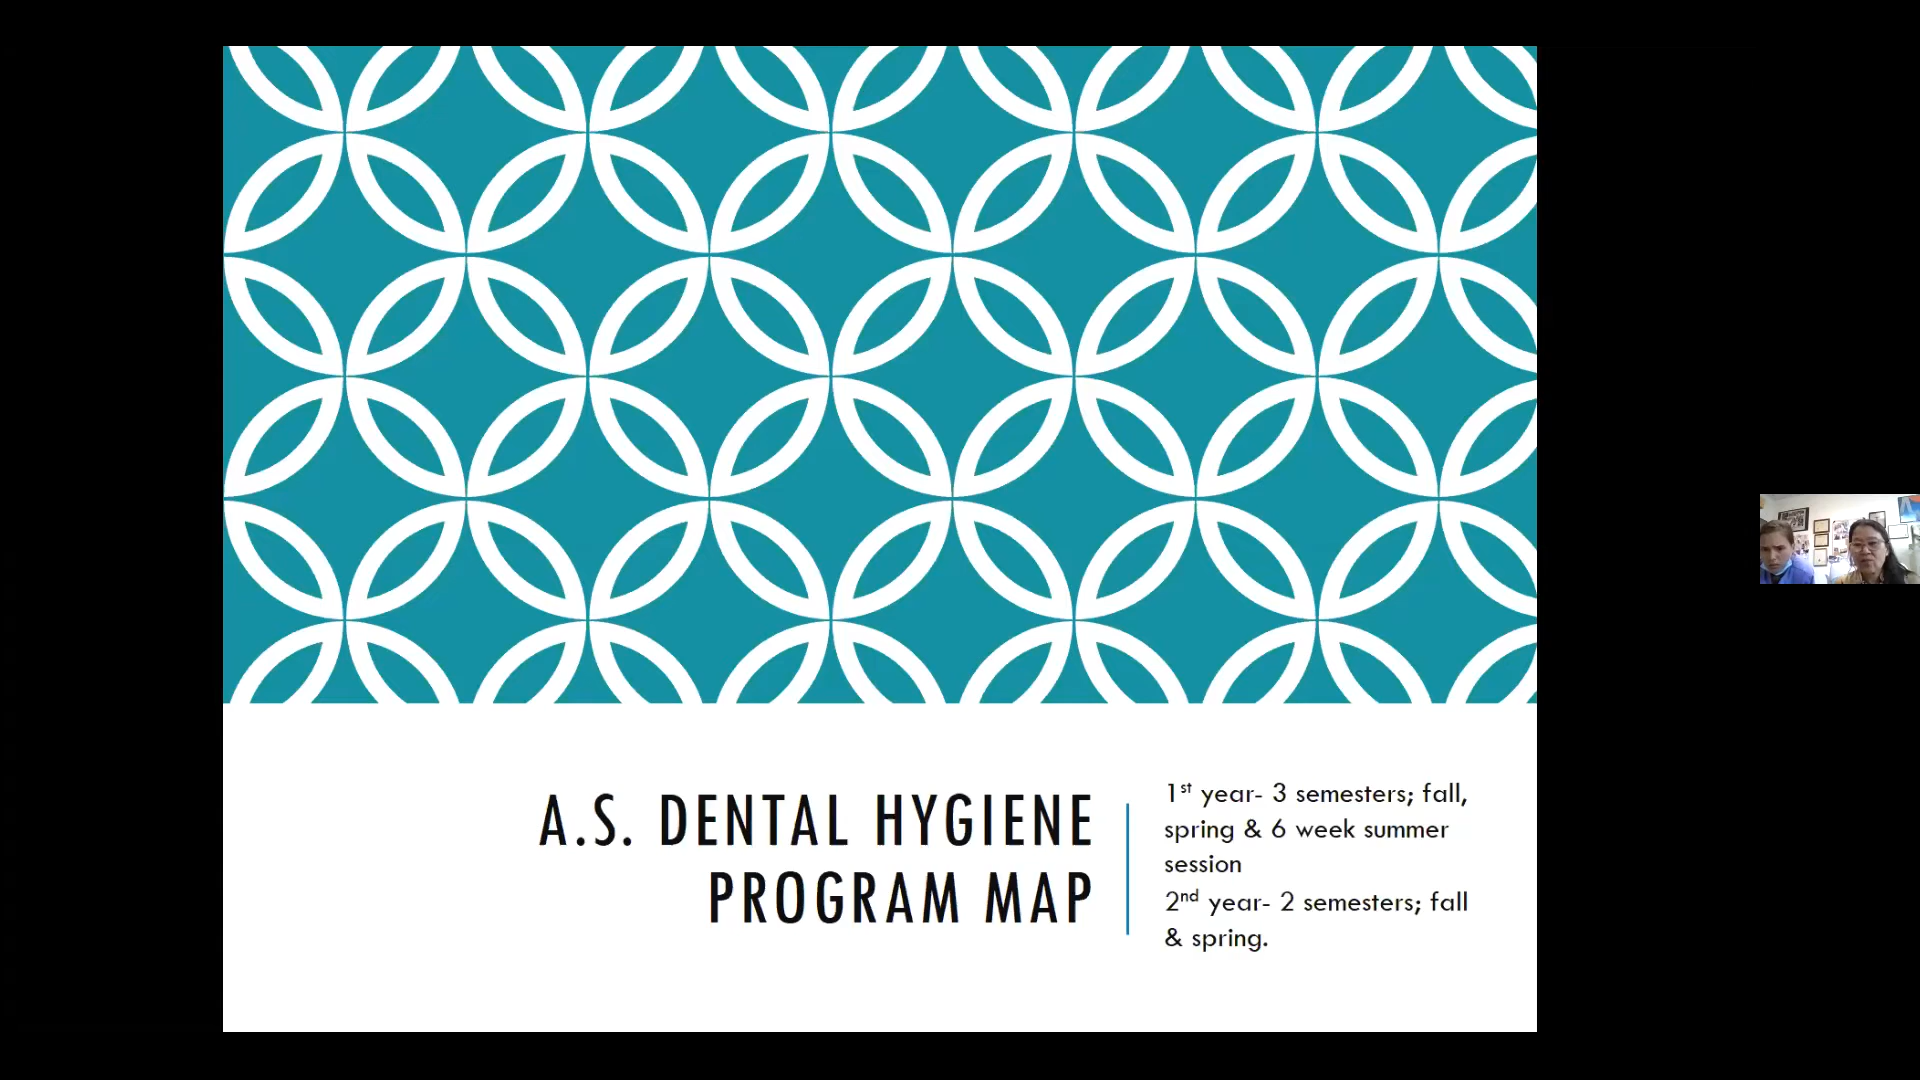 A.S. DENTAL HYGIENE
PROGRAM MAP
1st year- 3 semesters; fall,
spring & 6 week summer
session
2nd year- 2 semesters; fall
& spring.